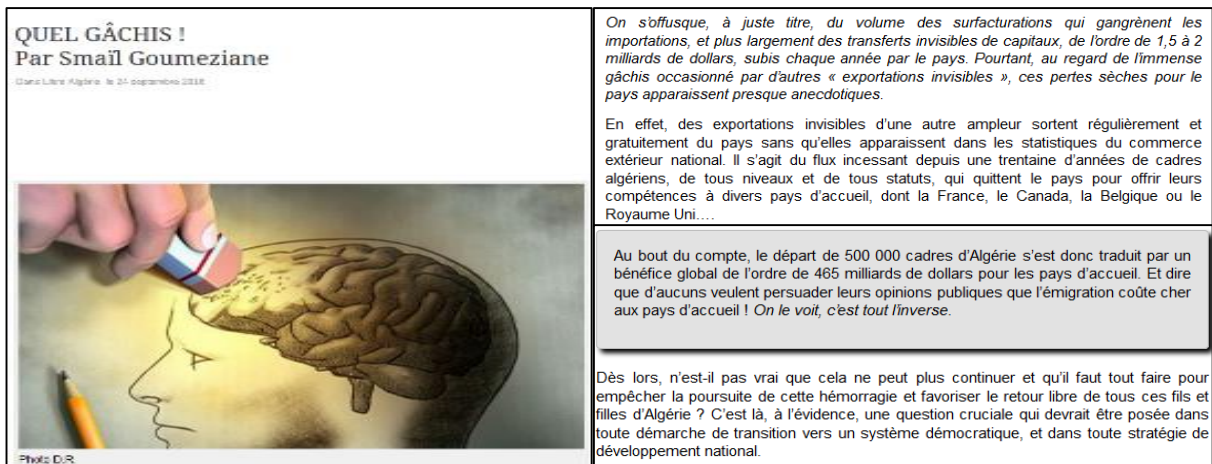 QUEL GÂCHIS !
Par Smaïl Goumeziane
Dans Libre Algérie le 24 septembre 2016
Photo D.R
On s’offusque, à juste titre, du volume des surfacturations qui gangrènent les
importations, et plus largement des transferts invisibles de capitaux, de l’ordre de 1,5 à 2
milliards de dollars, subis chaque année par le pays. Pourtant, au regard de l’immense
gâchis occasionné par d’autres « exportations invisibles », ces pertes sèches pour le
pays apparaissent presque anecdotiques.
En effet, des exportations invisibles d’une autre ampleur sortent régulièrement et
gratuitement du pays sans qu’elles apparaissent dans les statistiques du commerce
extérieur national. Il s’agit du flux incessant depuis une trentaine d’années de cadres
algériens, de tous niveaux et de tous statuts, qui quittent le pays pour offrir leurs
compétences à divers pays d’accueil, dont la France, le Canada, la Belgique ou le
Royaume Uni….
Au bout du compte, le départ de 500 000 cadres d’Algérie s’est donc traduit par un
bénéfice global de l’ordre de 465 milliards de dollars pour les pays d’accueil. Et dire
que d’aucuns veulent persuader leurs opinions publiques que l’émigration coûte cher
aux pays d’accueil ! On le voit, c’est tout l’inverse.
Dès lors, n’est-il pas vrai que cela ne peut plus continuer et qu’il faut tout faire pour
empêcher la poursuite de cette hémorragie et favoriser le retour libre de tous ces fils et
filles d’Algérie ? C’est là, à l’évidence, une question cruciale qui devrait être posée dans
toute démarche de transition vers un système démocratique, et dans toute stratégie de
développement national.